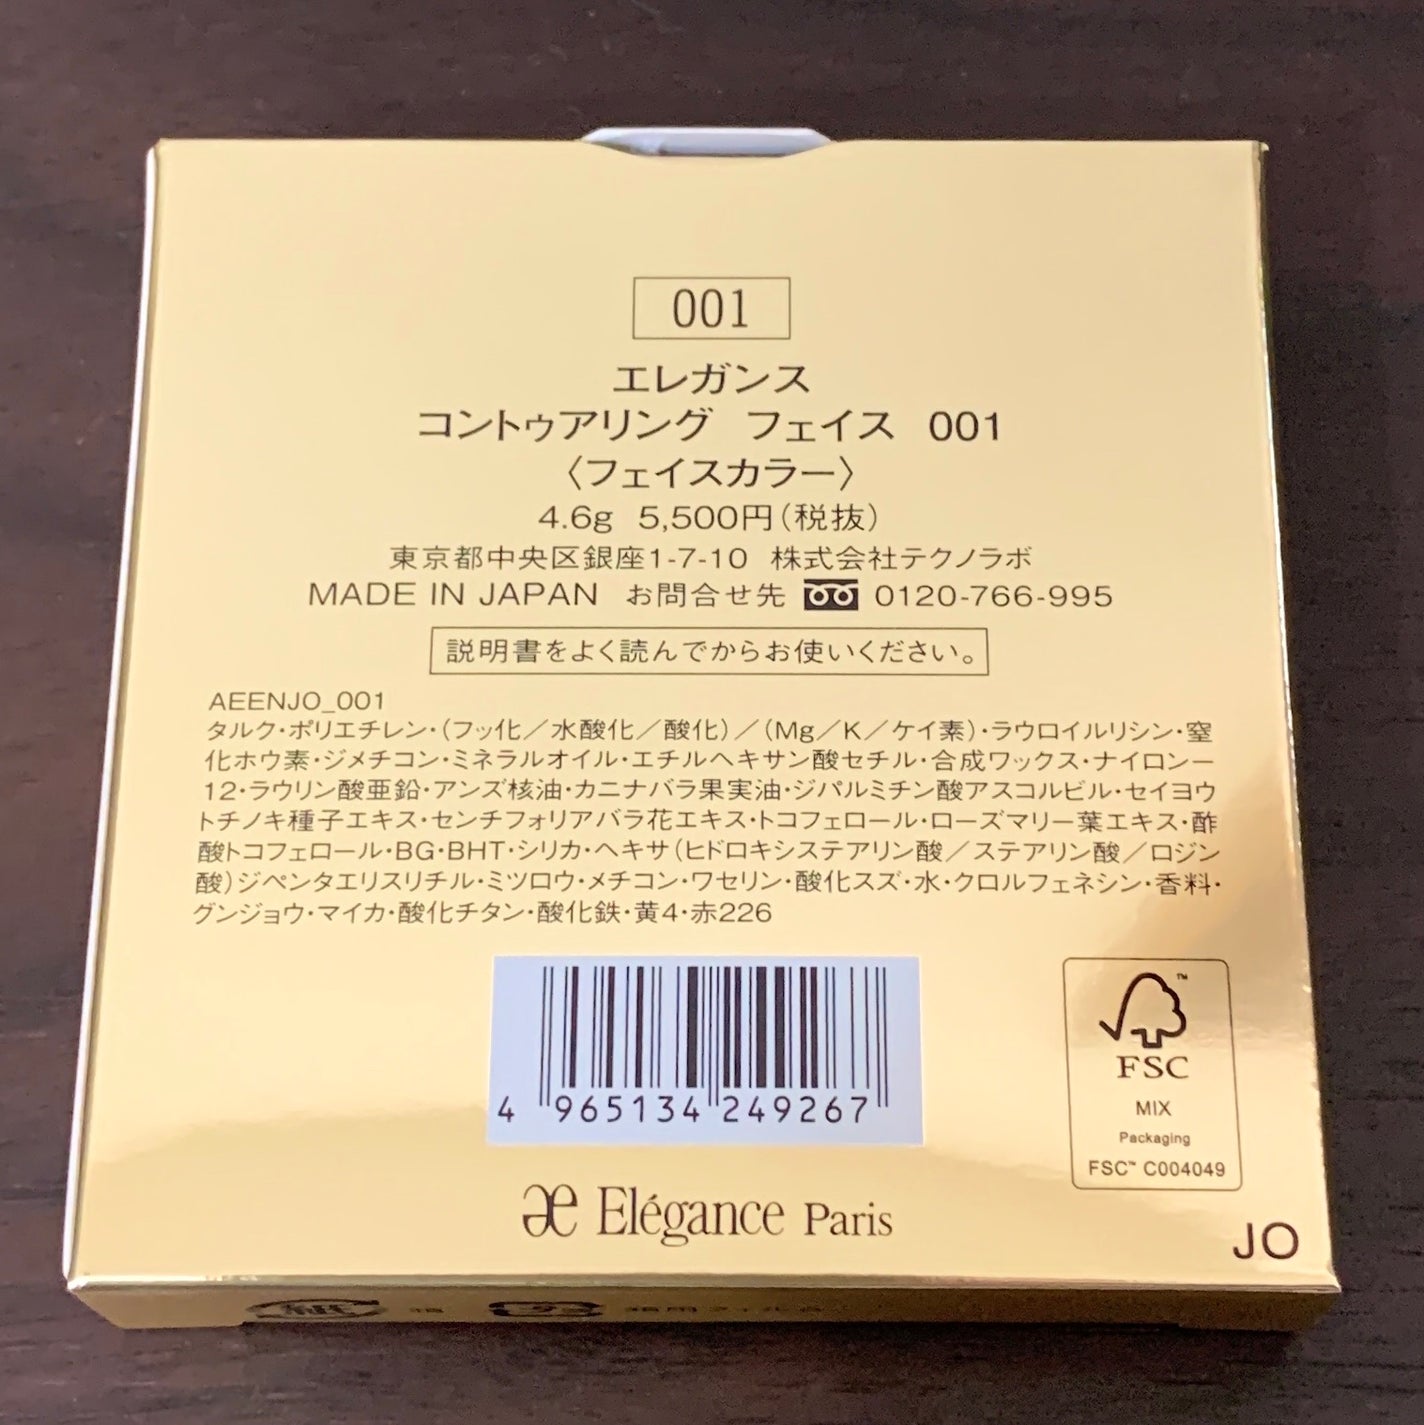 001
エレガンス
コントゥアリング フェイス 001
〈フェイスカラー〉
4.6g 5,500円(税抜)
東京都中央区銀座1-7-10 株式会社テクノラボ
MADE IN JAPAN お問合せ先 0120-766-995
説明書をよく読んでからお使いください。
AEENJO_001
タルク・ポリエチレン・(フッ化／水酸化／酸化)／(Mg／K／ケイ素)・ラウロイルリシン・窒
化ホウ素・ジメチコン・ミネラルオイル・エチルヘキサン酸セチル・合成ワックス・ナイロンー
12・ラウリン酸亜鉛・アンズ核油・カニナバラ果実油・ジパルミチン酸アスコルビル・セイヨウ
トチノキ種子エキス・センチフォリアバラ花エキス・トコフェロール・ローズマリー葉エキス・酢
酸トコフェロール・BG・BHT・シリカ・ヘキサ(ヒドロキシステアリン酸／ステアリン酸／ロジン
酸)ジペンタエリスリチル・ミツロウ・メチコン・ワセリン・酸化スズ・水・クロルフェネシン・香料・
グンジョウ・マイカ・酸化チタン・酸化鉄・黄4・赤226
4 965134 249267
FSC
MIX
Packaging
FSC™ C004049
Elégance Paris
JO
紙 箱